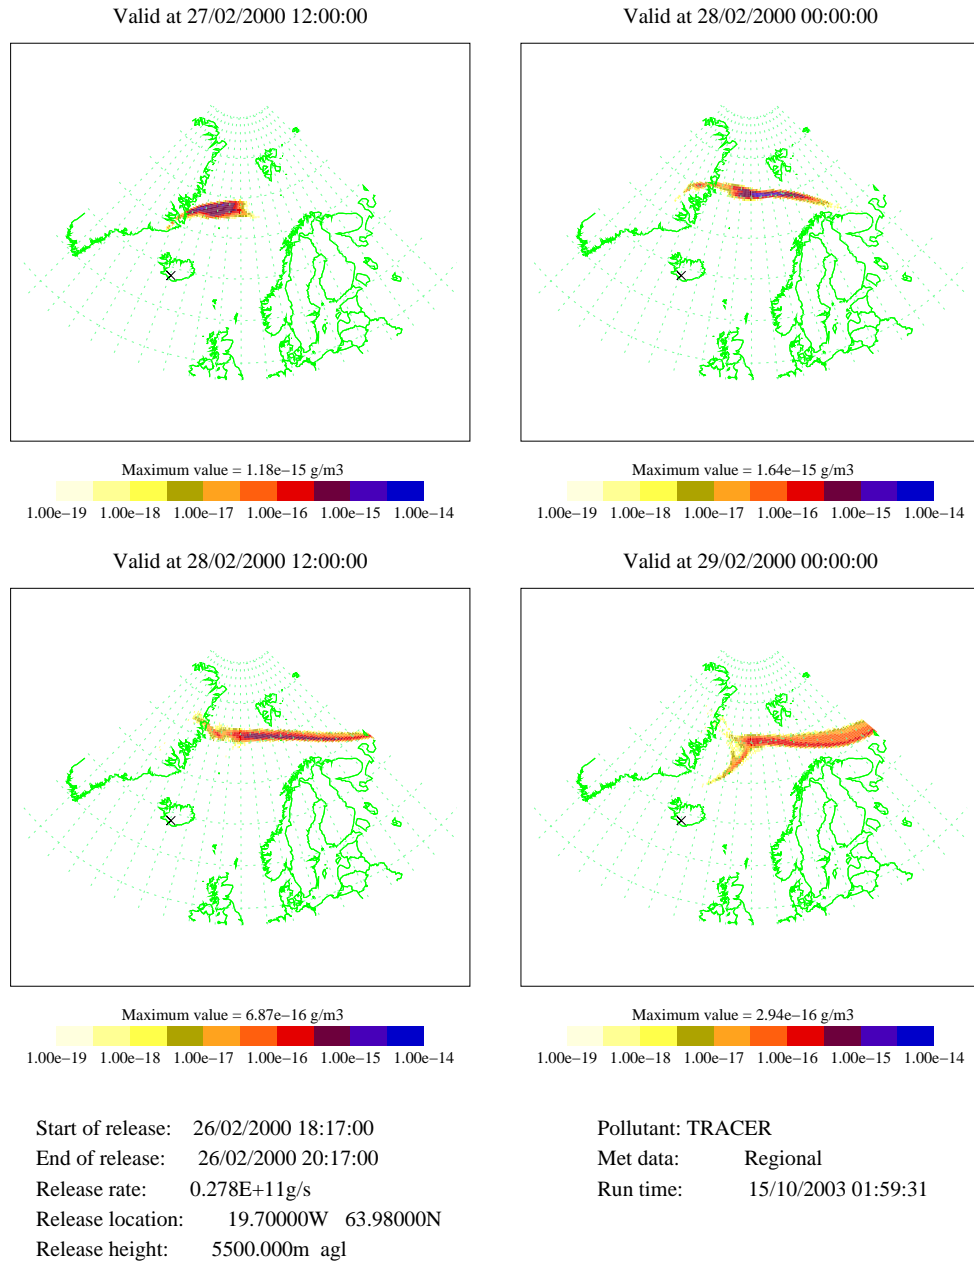 Valid at 27/02/2000 12:00:00
Valid at 28/02/2000 00:00:00
Maximum value = 1.18e−15 g/m3
1.00e−19 1.00e−18 1.00e−17 1.00e−16 1.00e−15 1.00e−14
Maximum value = 1.64e−15 g/m3
1.00e−19 1.00e−18 1.00e−17 1.00e−16 1.00e−15 1.00e−14
Valid at 28/02/2000 12:00:00
Valid at 29/02/2000 00:00:00
Maximum value = 6.87e−16 g/m3
1.00e−19 1.00e−18 1.00e−17 1.00e−16 1.00e−15 1.00e−14
Maximum value = 2.94e−16 g/m3
1.00e−19 1.00e−18 1.00e−17 1.00e−16 1.00e−15 1.00e−14
Start of release: 26/02/2000 18:17:00
End of release: 26/02/2000 20:17:00
Release rate: 0.278E+11g/s
Release location: 19.70000W 63.98000N
Release height: 5500.000m agl
Pollutant: TRACER
Met data: Regional
Run time: 15/10/2003 01:59:31